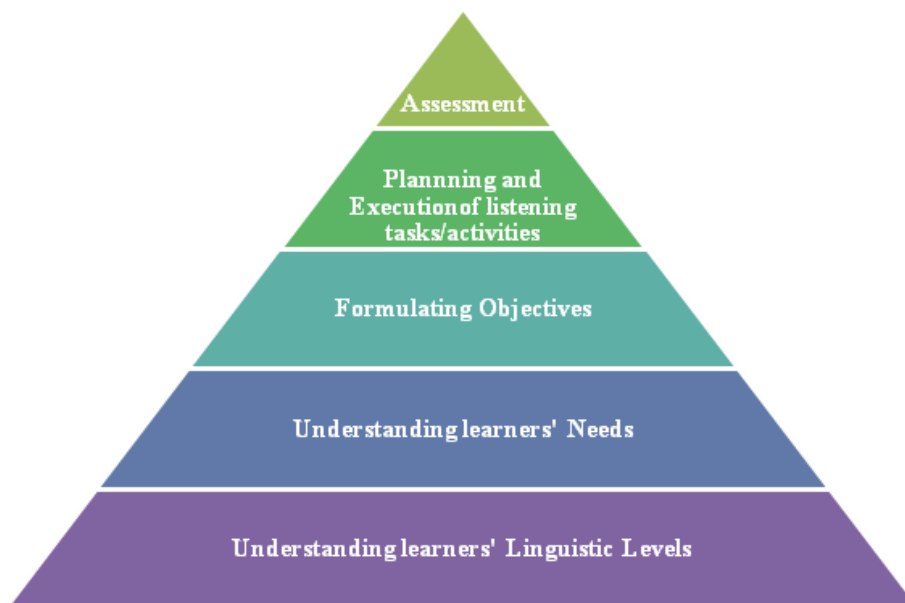 Assessment
Plannning and
Executionof listening
tasks/activities
Formulating Objectives
Understanding learners' Needs
Understanding learners' Linguistic Levels